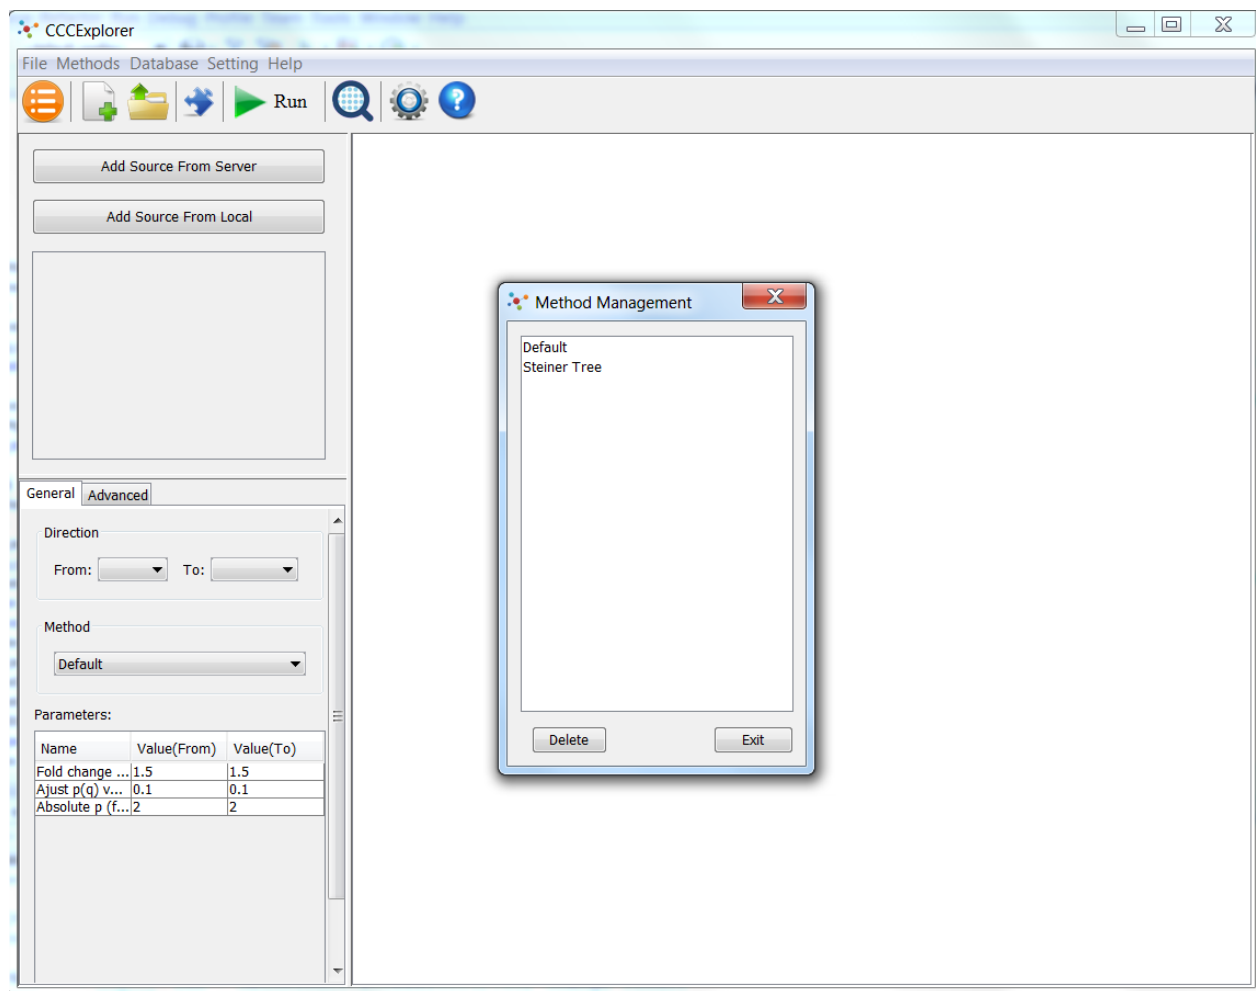 CCCExplorer
File Methods Database Setting Help
Run
Add Source From Server
Add Source From Local
Method Management
Default
Steiner Tree
Delete Exit
General Advanced
Direction
From: To:
Method
Default
Parameters:
Name Value(From) Value(To)
Fold change ... 1.5 1.5
Ajust p(q) v... 0.1 0.1
Absolute p (f... 2 2